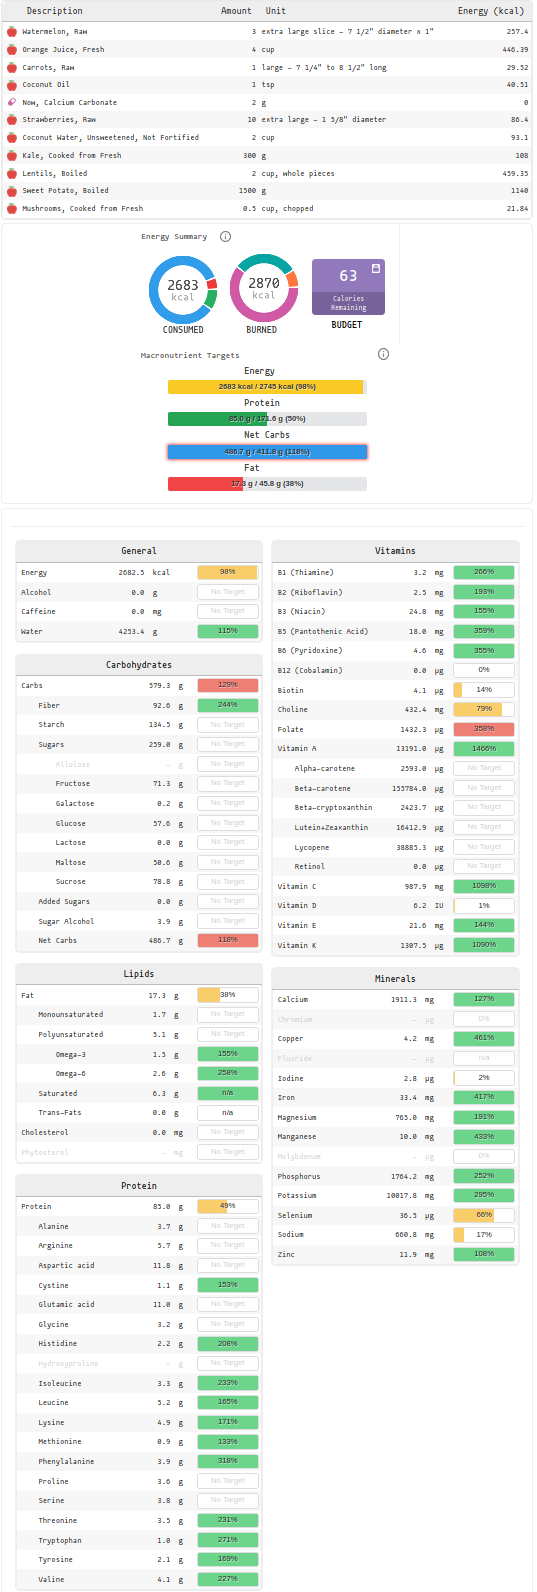 Description Amount Unit Energy (kcal)
Watermelon, Raw 3 extra large slice - 7 1/2" diameter x 1" 257.4
Orange Juice, Fresh 4 cup 446.39
Carrots, Raw 1 large - 7 1/4" to 8 1/2" long 29.52
Coconut Oil 1 tsp 40.51
Now, Calcium Carbonate 2 g 0
Strawberries, Raw 10 extra large - 1 5/8" diameter 86.4
Coconut Water, Unsweetened, Not Fortified 2 cup 93.1
Kale, Cooked from Fresh 300 g 108
Lentils, Boiled 2 cup, whole pieces 459.35
Sweet Potato, Boiled 1500 g 1140
Mushrooms, Cooked from Fresh 0.5 cup, chopped 21.84
Energy Summary
2683 kcal
CONSUMED
2870 kcal
BURNED
63
Calories Remaining
BUDGET
Macronutrient Targets
Energy
2683 kcal / 2745 kcal (98%)
Protein
85.0 g / 171.6 g (50%)
Net Carbs
486.7 g / 411.8 g (118%)
Fat
17.3 g / 45.8 g (38%)
General
Energy 2682.5 kcal 98%
Alcohol 0.0 g No Target
Caffeine 0.0 mg No Target
Water 4253.4 g 115%
Carbohydrates
Carbs 579.3 g 129%
Fiber 92.6 g 244%
Starch 134.5 g No Target
Sugars 259.0 g No Target
Allulose - g No Target
Fructose 71.3 g No Target
Galactose 0.2 g No Target
Glucose 57.6 g No Target
Lactose 0.0 g No Target
Maltose 50.6 g No Target
Sucrose 78.8 g No Target
Added Sugars 0.0 g No Target
Sugar Alcohol 3.9 g No Target
Net Carbs 486.7 g 118%
Lipids
Fat 17.3 g 38%
Monounsaturated 1.7 g No Target
Polyunsaturated 5.1 g No Target
Omega-3 1.5 g 155%
Omega-6 2.6 g 258%
Saturated 6.3 g n/a
Trans-Fats 0.0 g n/a
Cholesterol 0.0 mg No Target
Phytosterol - mg No Target
Protein
Protein 85.0 g 49%
Alanine 3.7 g No Target
Arginine 5.7 g No Target
Aspartic acid 11.8 g No Target
Cystine 1.1 g 153%
Glutamic acid 11.0 g No Target
Glycine 3.2 g No Target
Histidine 2.2 g 208%
Hydroxyproline - g No Target
Isoleucine 3.3 g 233%
Leucine 5.2 g 165%
Lysine 4.9 g 171%
Methionine 0.9 g 133%
Phenylalanine 3.9 g 318%
Proline 3.6 g No Target
Serine 3.8 g No Target
Threonine 3.5 g 231%
Tryptophan 1.0 g 271%
Tyrosine 2.1 g 169%
Valine 4.1 g 227%
Vitamins
B1 (Thiamine) 3.2 mg 266%
B2 (Riboflavin) 2.5 mg 193%
B3 (Niacin) 24.8 mg 155%
B5 (Pantothenic Acid) 18.0 mg 359%
B6 (Pyridoxine) 4.6 mg 355%
B12 (Cobalamin) 0.0 µg 0%
Biotin 4.1 µg 14%
Choline 432.4 mg 79%
Folate 1432.3 µg 358%
Vitamin A 13191.0 µg 1466%
Alpha-carotene 2593.0 µg No Target
Beta-carotene 155784.0 µg No Target
Beta-cryptoxanthin 2423.7 µg No Target
Lutein+Zeaxanthin 16412.9 µg No Target
Lycopene 38885.3 µg No Target
Retinol 0.0 µg No Target
Vitamin C 987.9 mg 1098%
Vitamin D 6.2 IU 1%
Vitamin E 21.6 mg 144%
Vitamin K 1307.5 µg 1090%
Minerals
Calcium 1911.3 mg 127%
Chromium - µg 0%
Copper 4.2 mg 461%
Fluoride - µg n/a
Iodine 2.8 µg 2%
Iron 33.4 mg 417%
Magnesium 765.0 mg 191%
Manganese 10.0 mg 433%
Molybdenum - µg 0%
Phosphorus 1764.2 mg 252%
Potassium 10017.8 mg 295%
Selenium 36.5 µg 66%
Sodium 660.8 mg 17%
Zinc 11.9 mg 108%